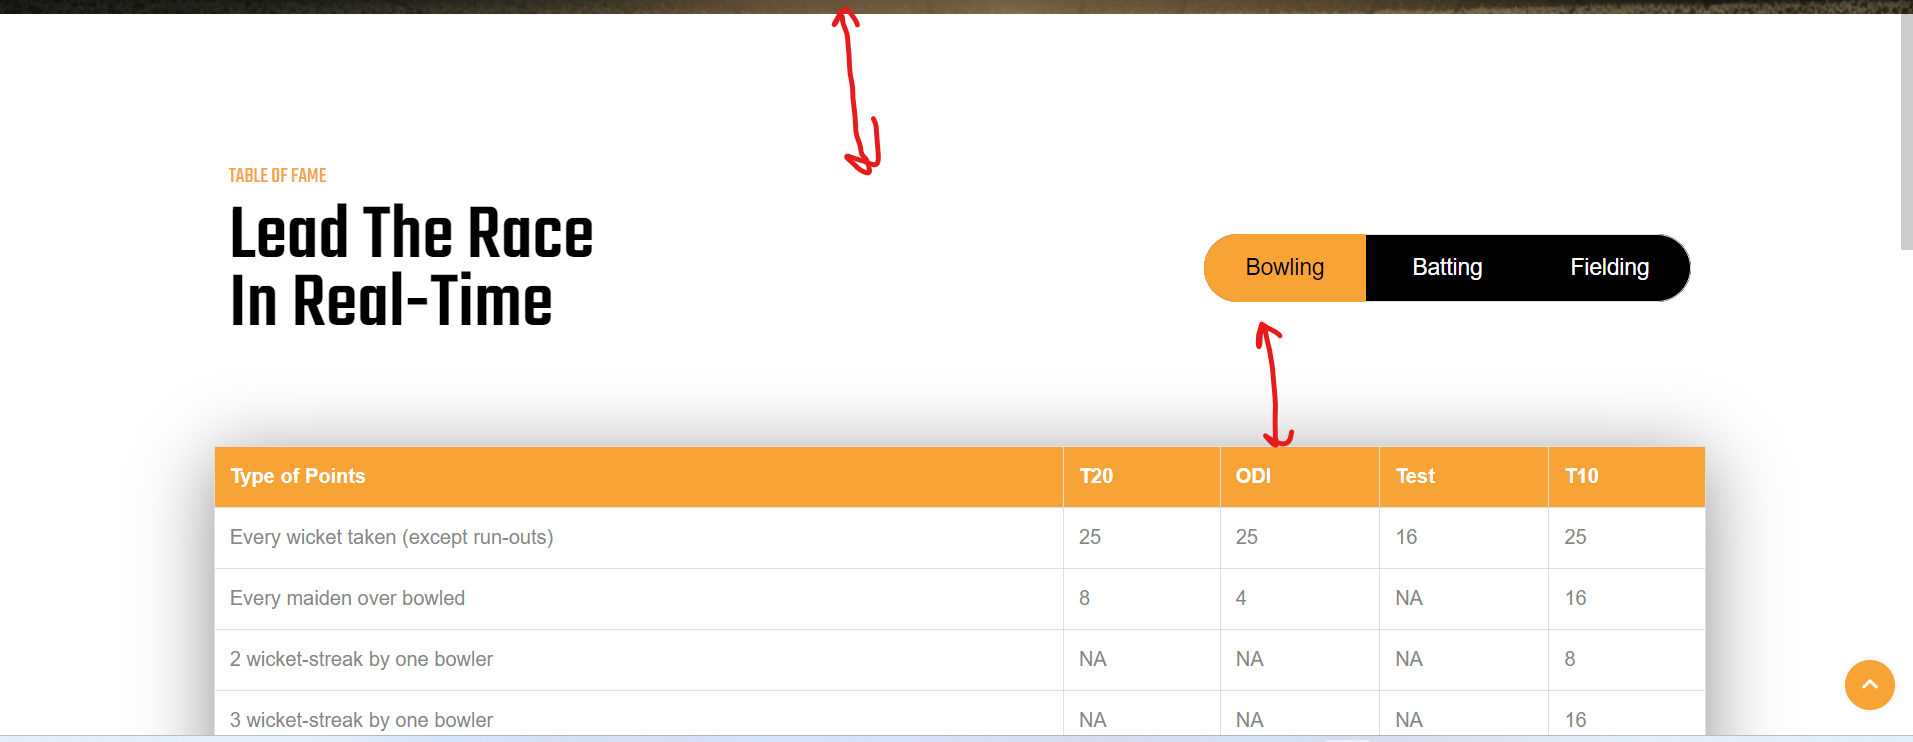 TABLE OF FAME
Lead The Race
In Real-Time
Bowling Batting Fielding
Type of Points T20 ODI Test T10
Every wicket taken (except run-outs) 25 25 16 25
Every maiden over bowled 8 4 NA 16
2 wicket-streak by one bowler NA NA NA 8
3 wicket-streak by one bowler NA NA NA 16